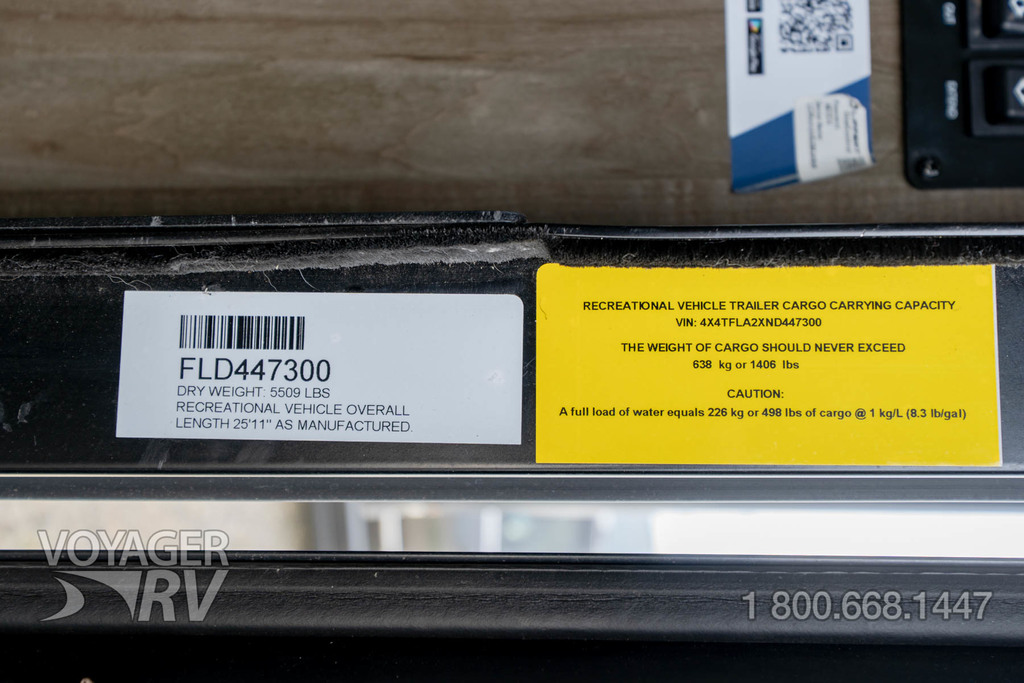 OUT
EXTEND
RECREATIONAL VEHICLE TRAILER CARGO CARRYING CAPACITY
VIN: 4X4TFLA2XND447300
THE WEIGHT OF CARGO SHOULD NEVER EXCEED
638 kg or 1406 lbs
CAUTION:
A full load of water equals 226 kg or 498 lbs of cargo @ 1 kg/L (8.3 lb/gal)
FLD447300
DRY WEIGHT: 5509 LBS
RECREATIONAL VEHICLE OVERALL
LENGTH 25'11" AS MANUFACTURED.
VOYAGER
RV
1 800.668.1447